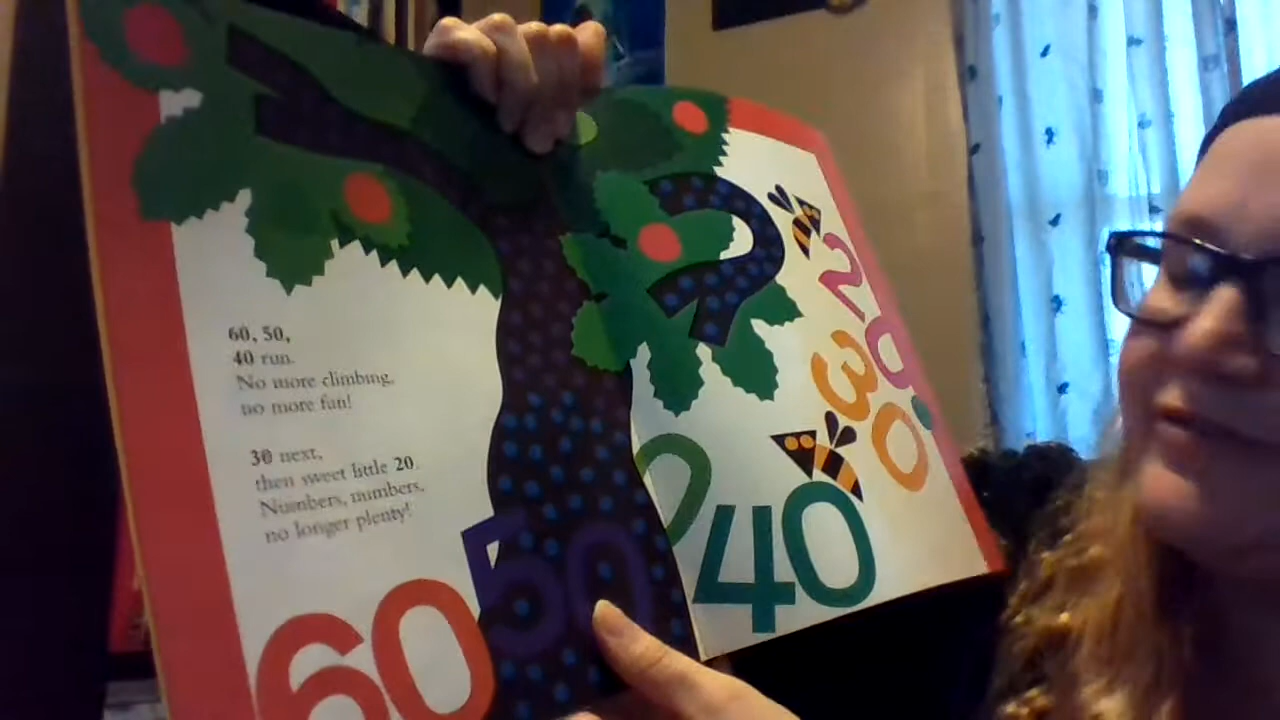 60, 50,
40 run.
No more climbing,
no more fun!
30 next,
then sweet little 20.
Numbers, numbers,
no longer plenty!
60
50
0
40
30
20